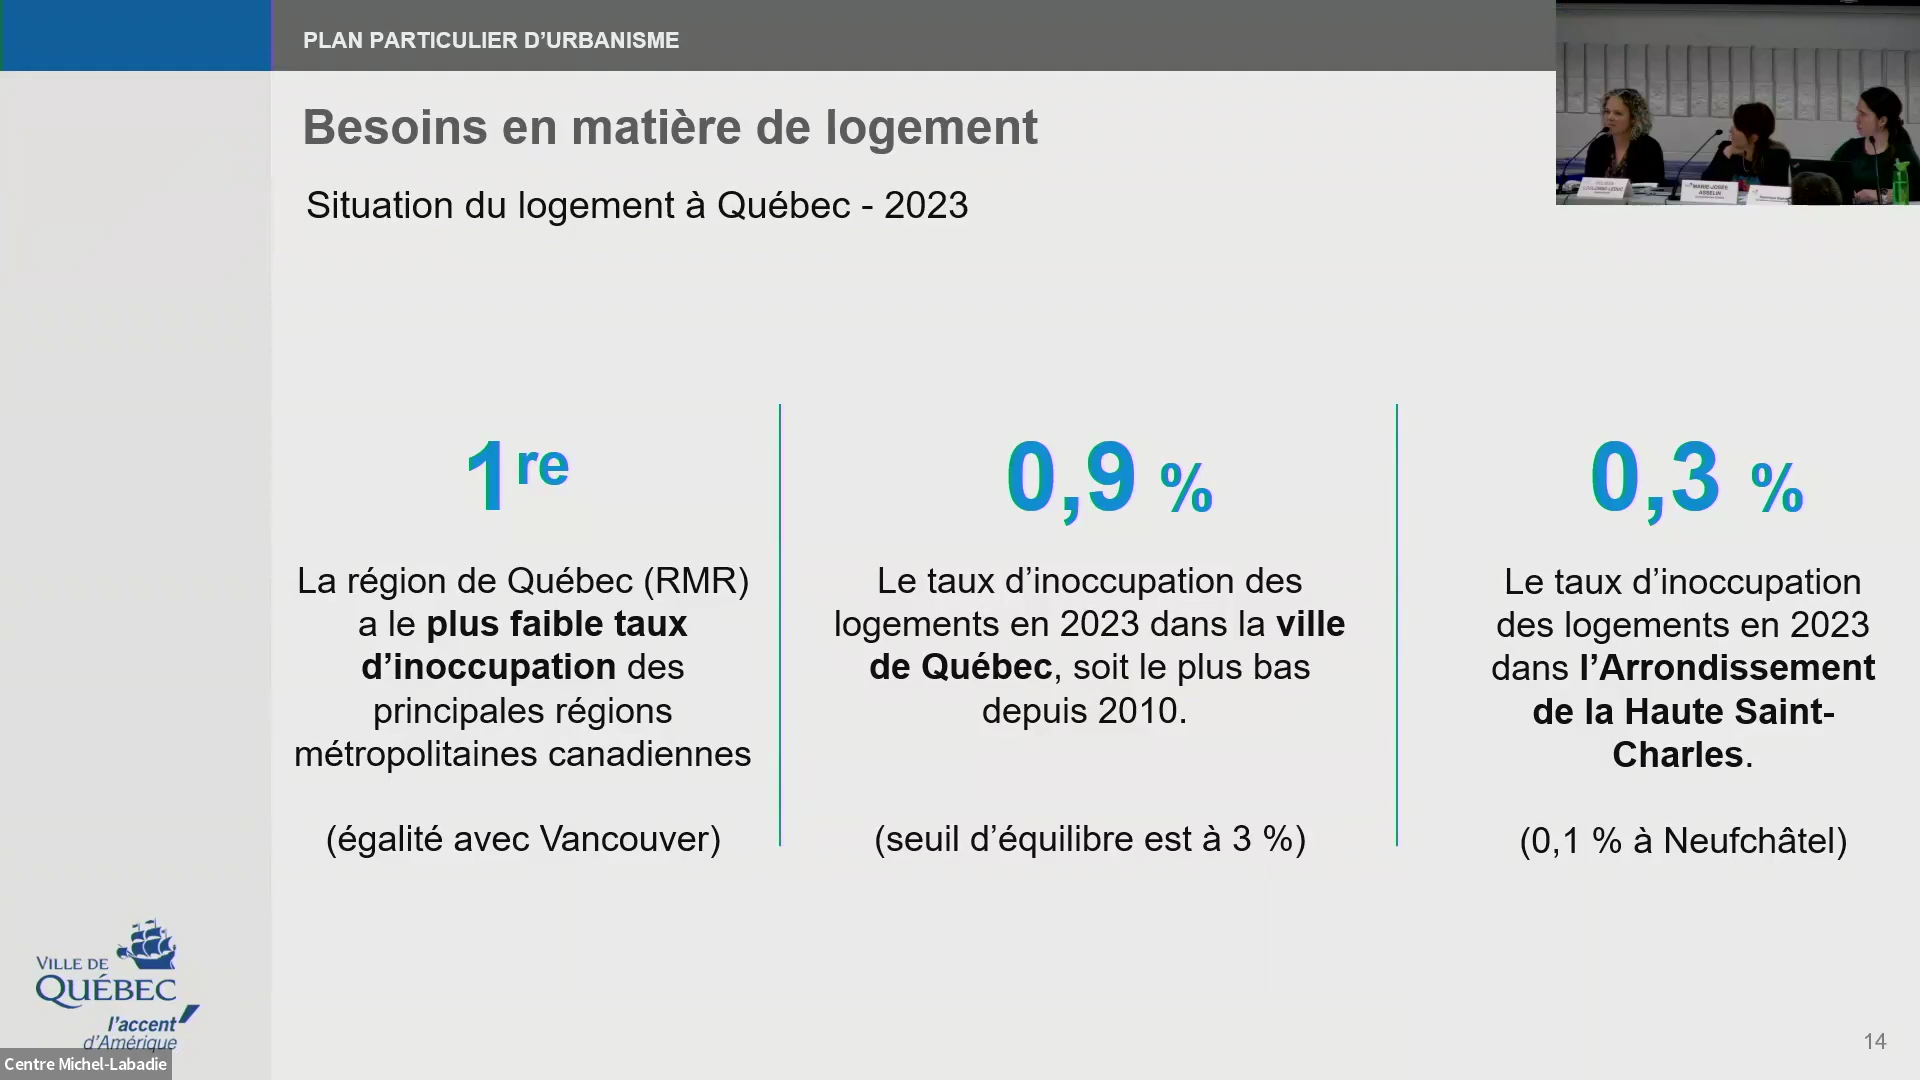 PLAN PARTICULIER D’URBANISME
Besoins en matière de logement
Situation du logement à Québec - 2023
1re
La région de Québec (RMR)
a le plus faible taux
d’inoccupation des
principales régions
métropolitaines canadiennes
(égalité avec Vancouver)
0,9 %
Le taux d’inoccupation des
logements en 2023 dans la ville
de Québec, soit le plus bas
depuis 2010.
(seuil d’équilibre est à 3 %)
0,3 %
Le taux d’inoccupation
des logements en 2023
dans l’Arrondissement
de la Haute Saint-
Charles.
(0,1 % à Neufchâtel)
MARIE-JOSÉE
ASSELIN
VILLE DE
QUÉBEC
l’accent
d’Amérique
Centre Michel-Labadie
14